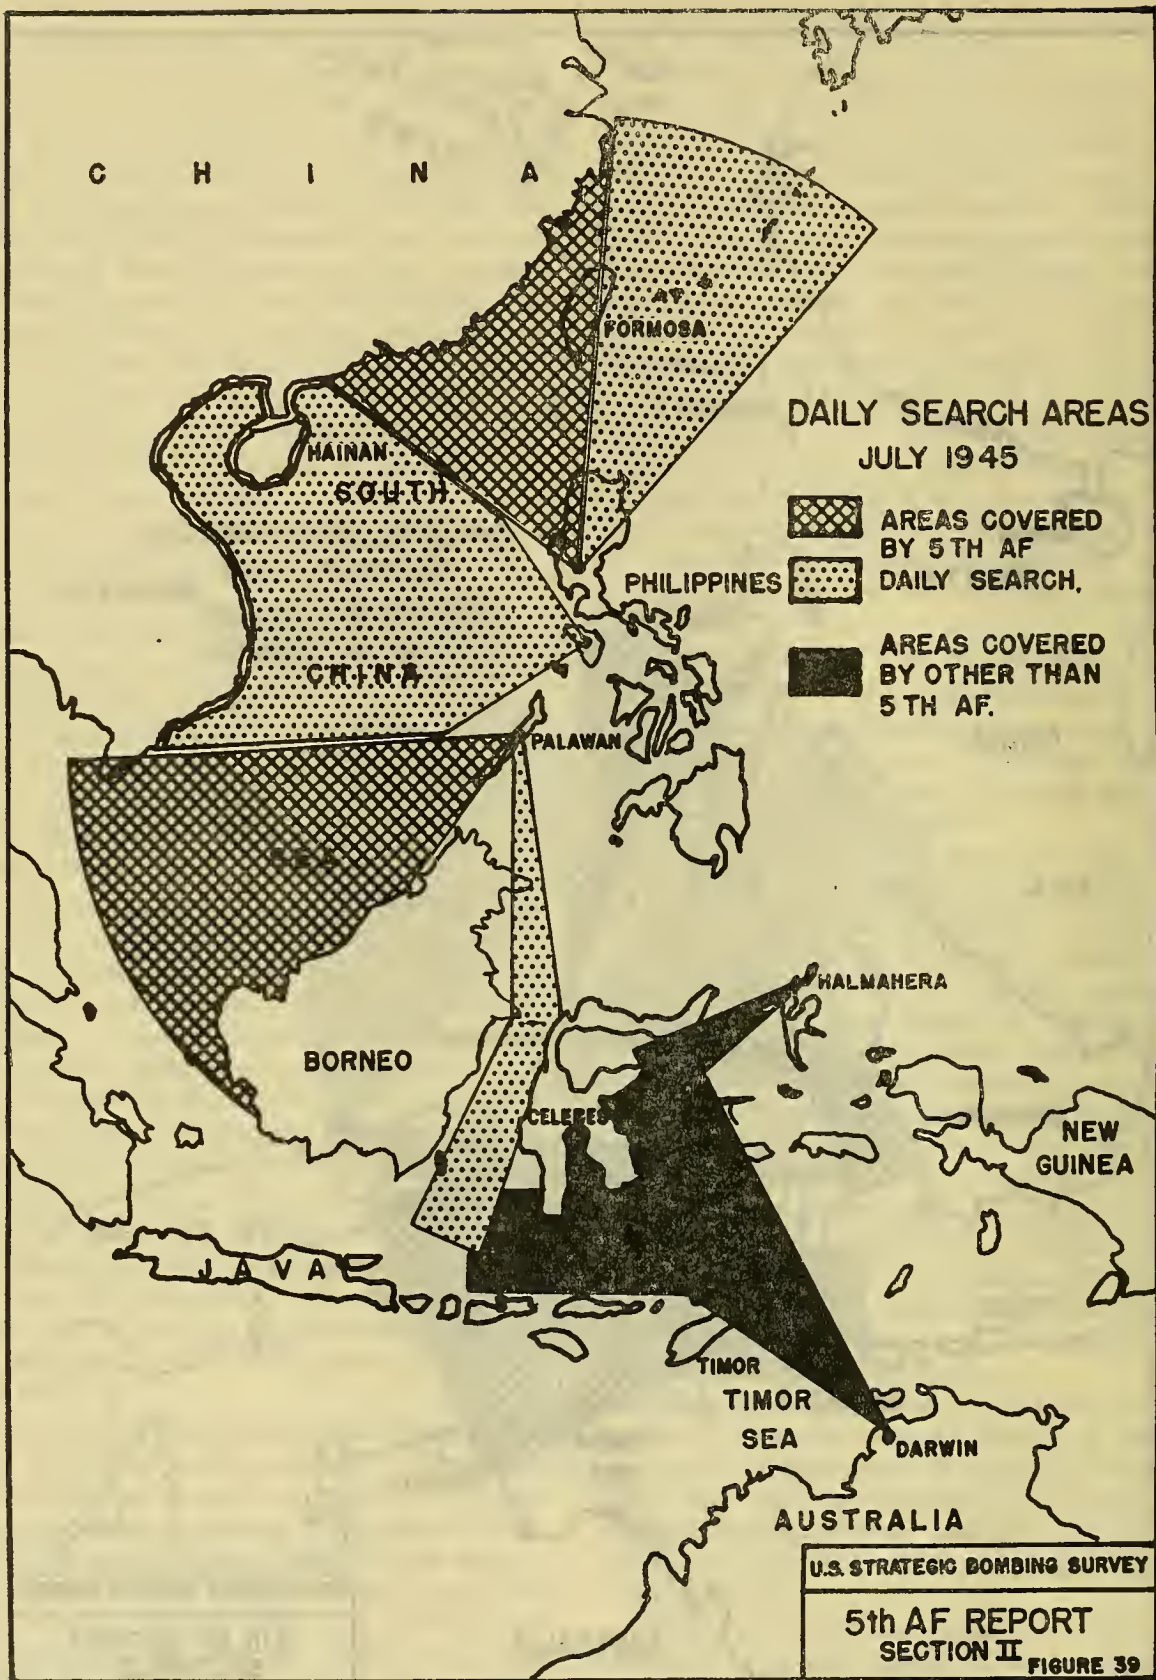 CHINA
FORMOSA
DAILY SEARCH AREAS
JULY 1945
HAINAN
SOUTH
AREAS COVERED
BY 5TH AF
DAILY SEARCH.
PHILIPPINES
AREAS COVERED
BY OTHER THAN
5TH AF.
CHINA
PALAWAN
SEA
HALMAHERA
BORNEO
CELEBES
NEW
GUINEA
JAVA
TIMOR
TIMOR
SEA
DARWIN
AUSTRALIA
U.S. STRATEGIC BOMBING SURVEY
5th AF REPORT
SECTION II
FIGURE 39